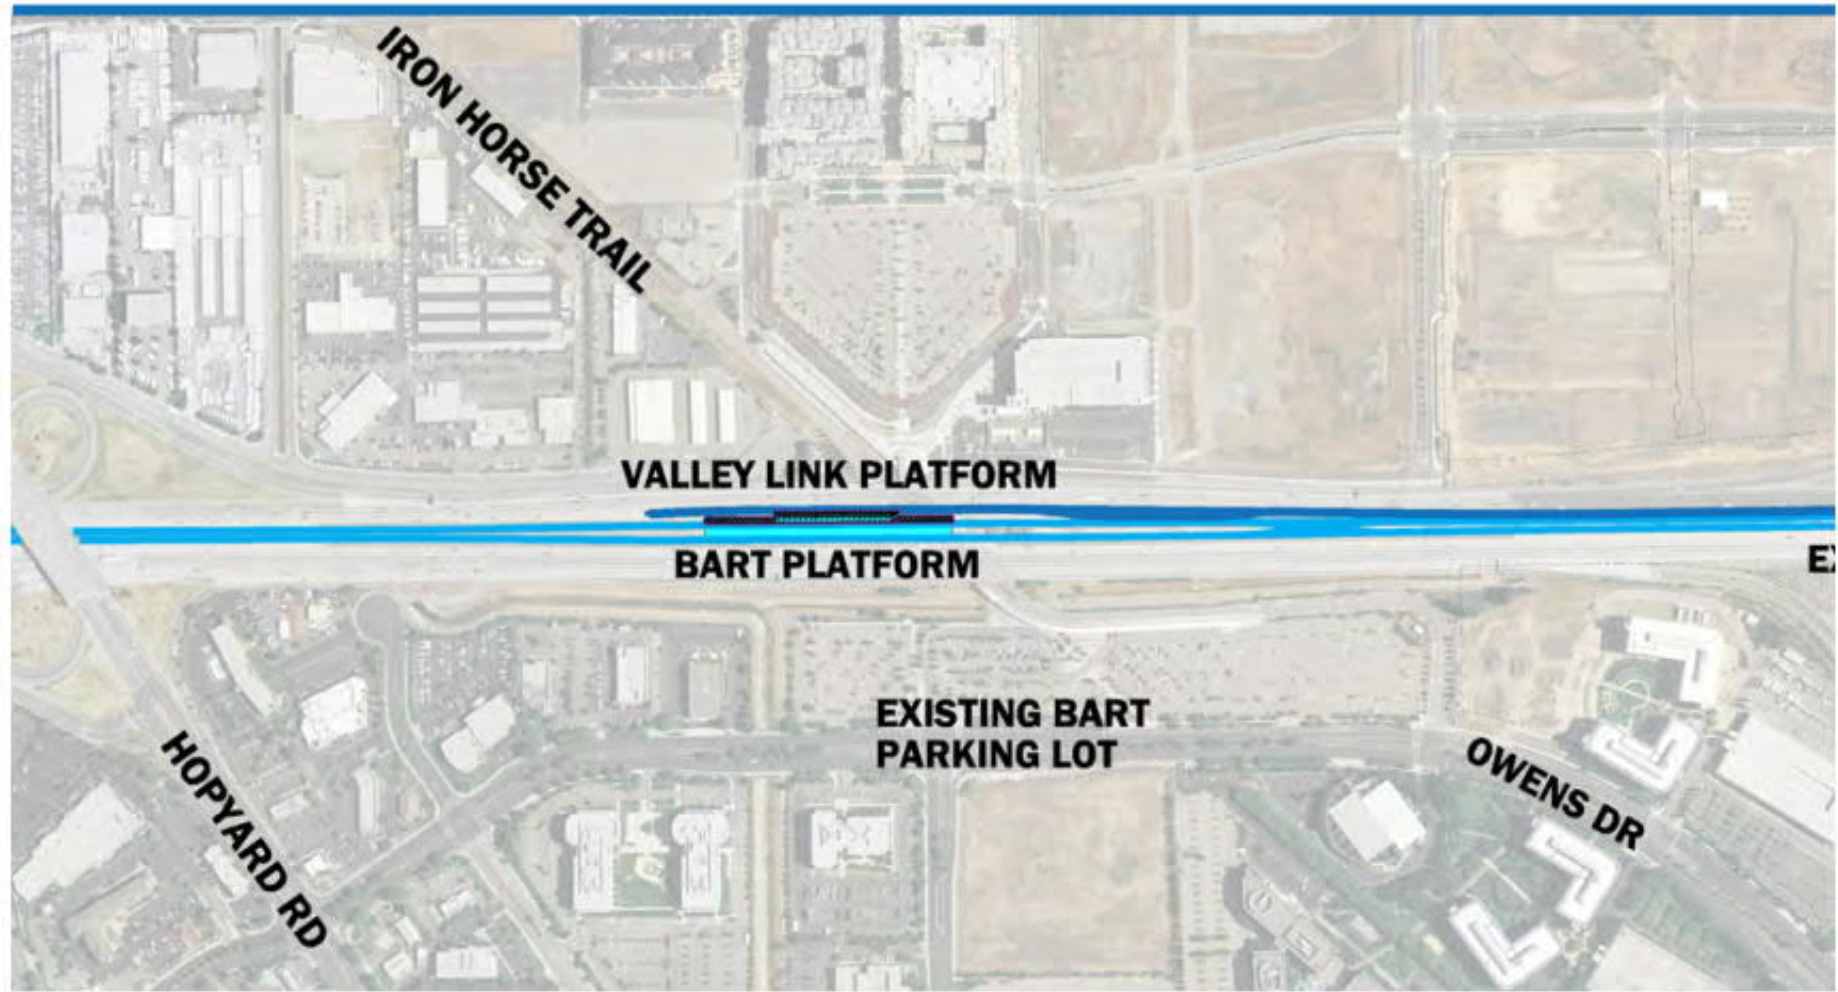 IRON HORSE TRAIL
VALLEY LINK PLATFORM
BART PLATFORM
EXISTING BART
PARKING LOT
HOPYARD RD
OWENS DR